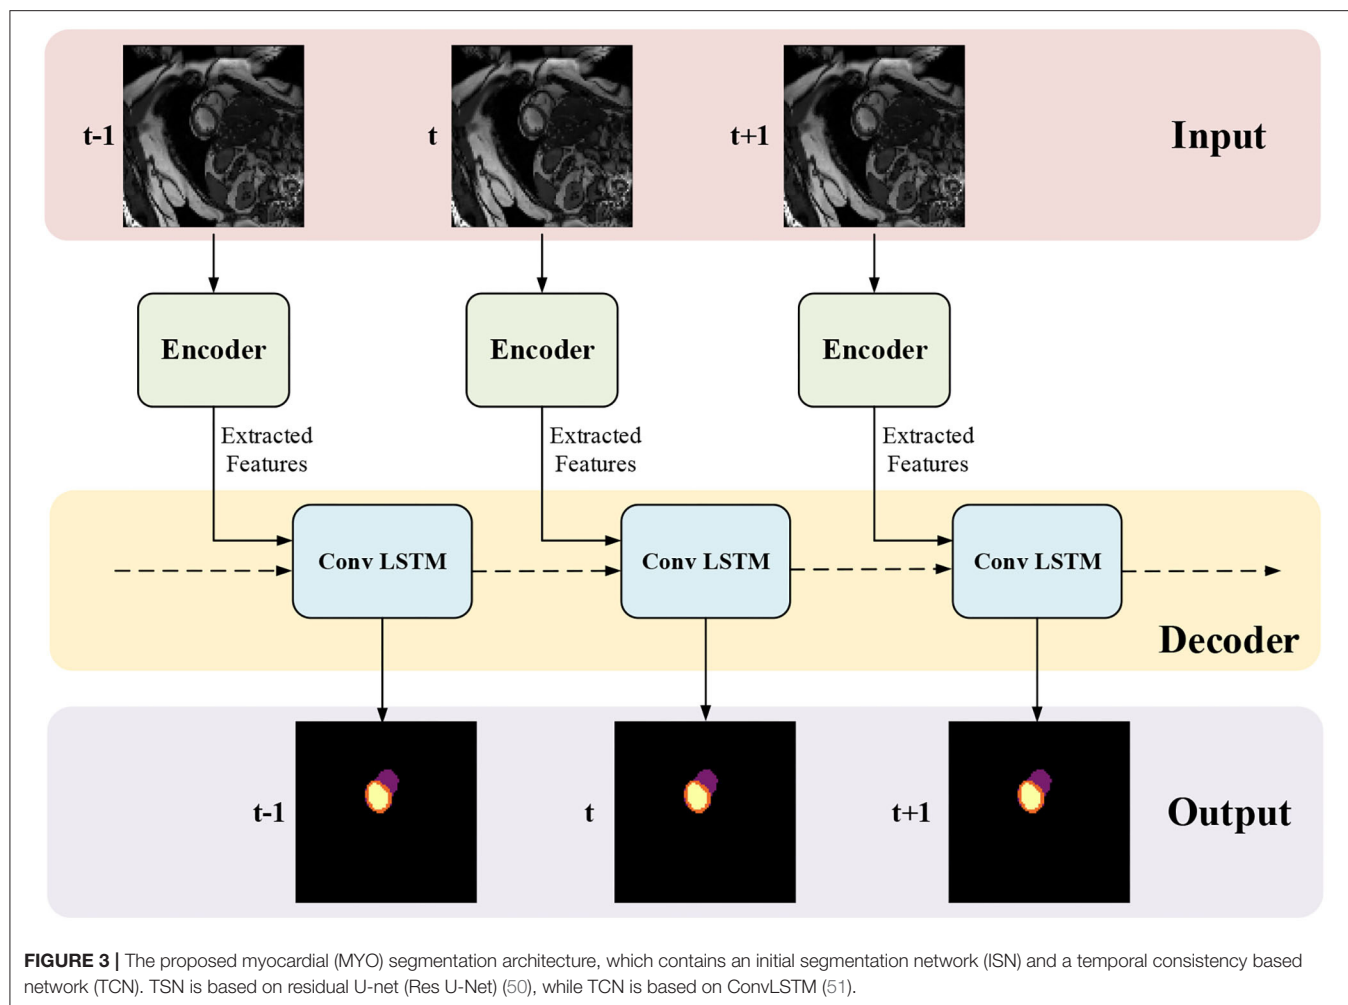 t-1
t
t+1
Input
Encoder
Encoder
Encoder
Extracted
Features
Extracted
Features
Extracted
Features
Conv LSTM
Conv LSTM
Conv LSTM
Decoder
t-1
t
t+1
Output
FIGURE 3 | The proposed myocardial (MYO) segmentation architecture, which contains an initial segmentation network (ISN) and a temporal consistency based
network (TCN). TSN is based on residual U-net (Res U-Net) (50), while TCN is based on ConvLSTM (51).